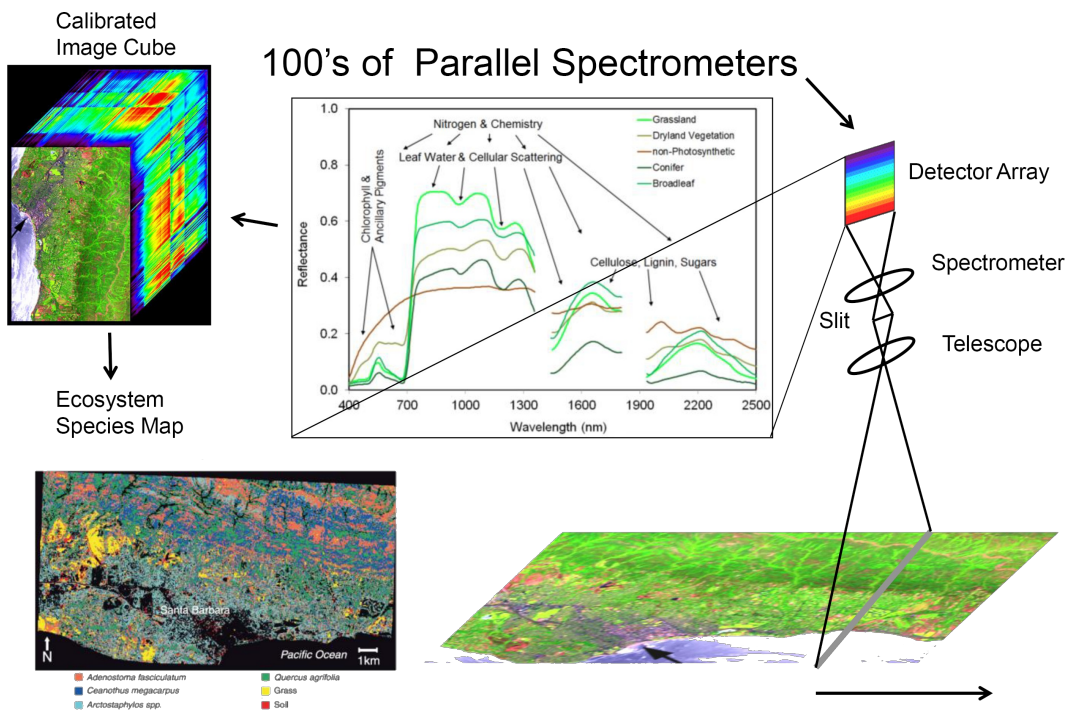 Calibrated
Image Cube
100's of Parallel Spectrometers
Detector Array
Spectrometer
Slit
Telescope
Reflectance
1.0
0.8
0.6
0.4
0.2
0.0
Nitrogen & Chemistry
Leaf Water & Cellular Scattering
Chlorophyll &
Ancillary Pigments
Cellulose, Lignin, Sugars
Grassland
Dryland Vegetation
non-Photosynthetic
Conifer
Broadleaf
400 700 1000 1300 1600 1900 2200 2500
Wavelength (nm)
Ecosystem
Species Map
Santa Barbara
Pacific Ocean
N
1km
Adenostoma fasciculatum
Ceanothus megacarpus
Arctostaphylos spp.
Quercus agrifolia
Grass
Soil